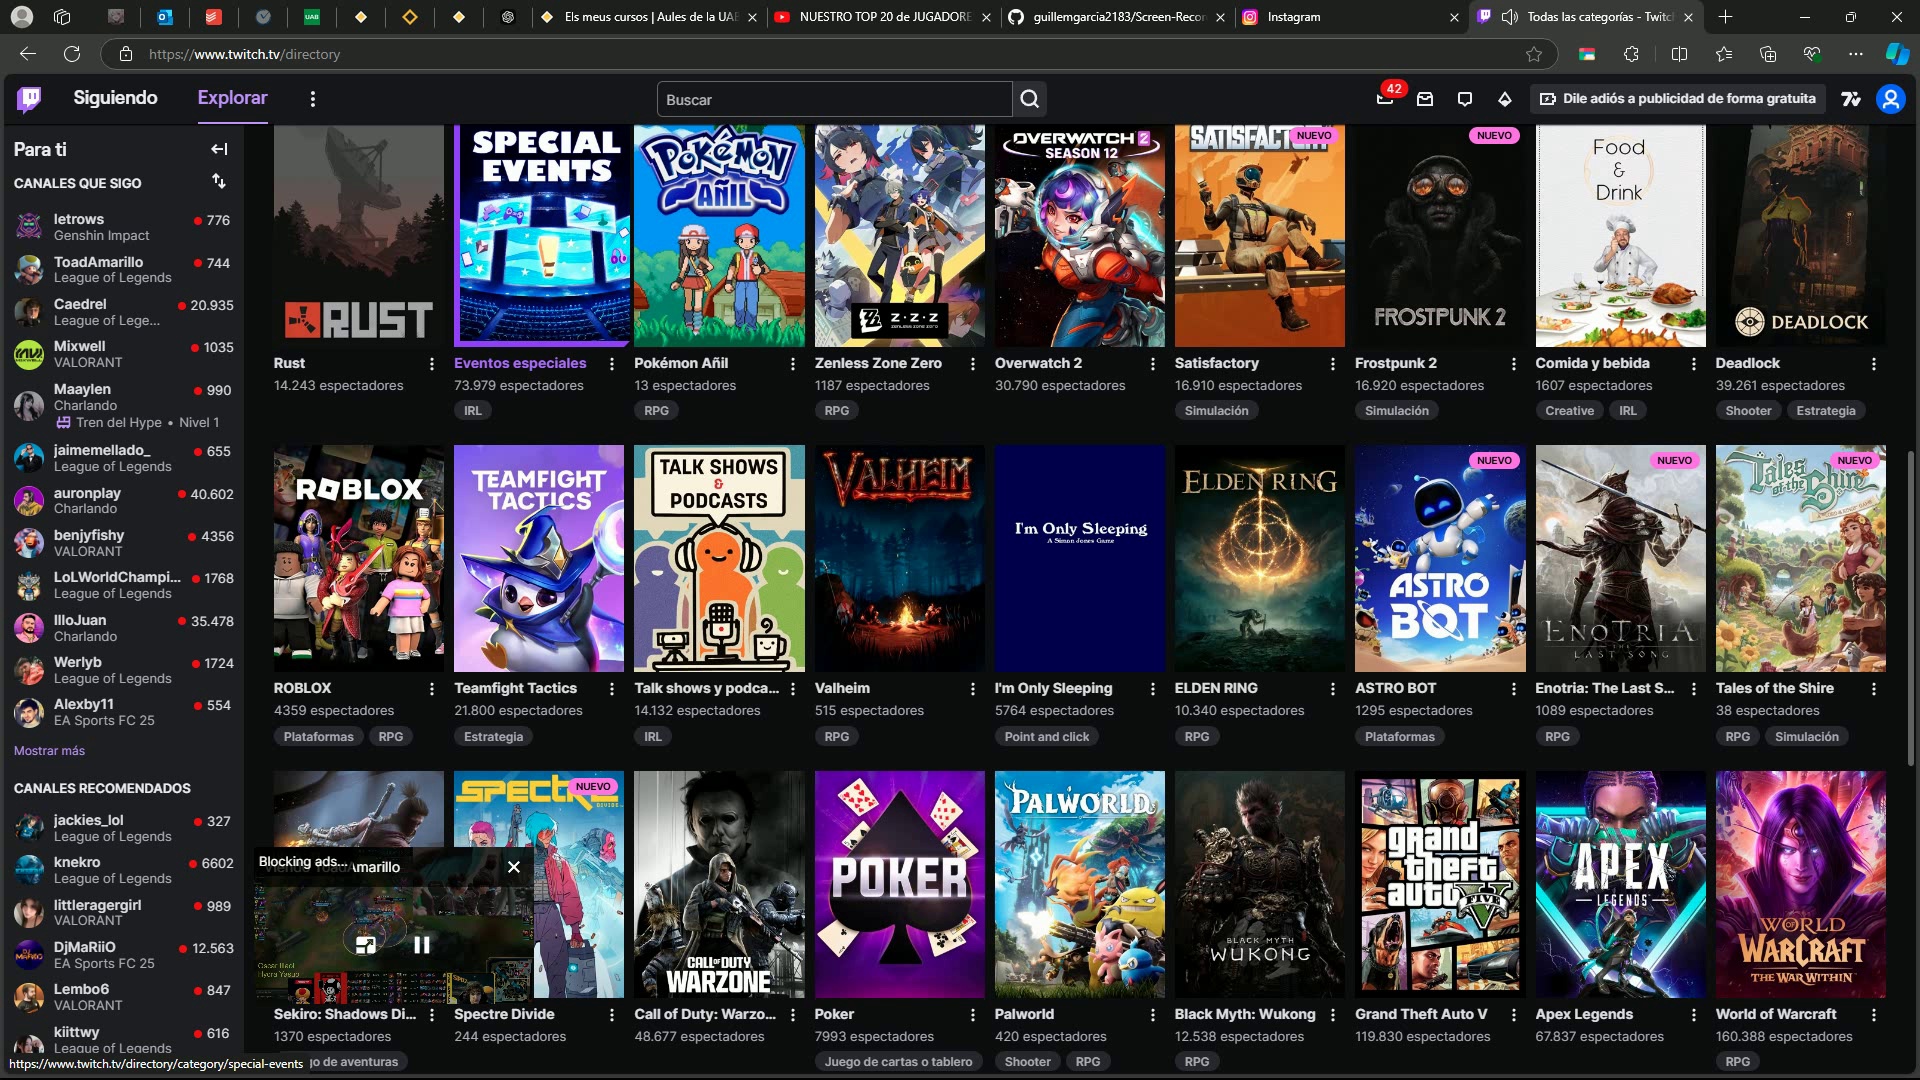 UAB
Els meus cursos | Aules de la UAB
NUESTRO TOP 20 de JUGADORE
guillemgarcia2183/Screen-Recor
Instagram
Todas las categorías - Twitch
https://www.twitch.tv/directory
Siguiendo
Explorar
Buscar
42
Dile adiós a publicidad de forma gratuita
Para ti
CANALES QUE SIGO
letrows
776
Genshin Impact
ToadAmarillo
744
League of Legends
Caedrel
20.935
League of Lege...
Mixwell
1035
VALORANT
Maaylen
990
Charlando
Tren del Hype • Nivel 1
jaimemellado_
655
League of Legends
auronplay
40.602
Charlando
benjyfishy
4356
VALORANT
LoLWorldChampi...
1768
League of Legends
IlloJuan
35.478
Charlando
Werlyb
1724
League of Legends
Alexby11
554
EA Sports FC 25
Mostrar más
CANALES RECOMENDADOS
jackies_lol
327
League of Legends
knekro
6602
League of Legends
littleragergirl
989
VALORANT
DjMaRiiO
12.563
EA Sports FC 25
Lembo6
847
VALORANT
kiittwy
616
League of Legends
https://www.twitch.tv/directory/category/special-events
RUST
Rust
14.243 espectadores
SPECIAL
EVENTS
Eventos especiales
73.979 espectadores
IRL
POKéMON
AÑIL
Pokémon Añil
13 espectadores
RPG
Z·Z·Z
ZENLESS ZONE ZERO
Zenless Zone Zero
1187 espectadores
RPG
OVERWATCH 2
SEASON 12
Overwatch 2
30.790 espectadores
SATISFACTORY
NUEVO
Satisfactory
16.910 espectadores
Simulación
NUEVO
FROSTPUNK 2
Frostpunk 2
16.920 espectadores
Simulación
Food
&
Drink
Comida y bebida
1607 espectadores
Creative
IRL
DEADLOCK
Deadlock
39.261 espectadores
Shooter
Estrategia
ROBLOX
ROBLOX
4359 espectadores
Plataformas
RPG
TEAMFIGHT
TACTICS
Teamfight Tactics
21.800 espectadores
Estrategia
TALK SHOWS
&
PODCASTS
Talk shows y podca...
14.132 espectadores
IRL
VALHEIM
Valheim
515 espectadores
RPG
I'm Only Sleeping
A Simon Jones Game
I'm Only Sleeping
5764 espectadores
Point and click
ELDEN RING
ELDEN RING
10.340 espectadores
RPG
NUEVO
ASTRO
BOT
ASTRO BOT
1295 espectadores
Plataformas
NUEVO
ENOTRIA
THE
LAST SONG
Enotria: The Last S...
1089 espectadores
RPG
NUEVO
Tales
of the Shire
Tales of the Shire
38 espectadores
RPG
Simulación
Blocking ads...
Amarillo
Sekiro: Shadows Di...
1370 espectadores
go de aventuras
SPECTRE
DIVIDE
NUEVO
Spectre Divide
244 espectadores
CALL OF DUTY
WARZONE
Call of Duty: Warzo...
48.677 espectadores
POKER
Poker
7993 espectadores
Juego de cartas o tablero
PALWORLD
Palworld
420 espectadores
Shooter
RPG
BLACK MYTH
WUKONG
Black Myth: Wukong
12.538 espectadores
RPG
grand
theft
auto V
FIVE
Grand Theft Auto V
119.830 espectadores
APEX
LEGENDS
Apex Legends
67.837 espectadores
WORLD
OF
WARCRAFT
THE WAR WITHIN
World of Warcraft
160.388 espectadores
RPG